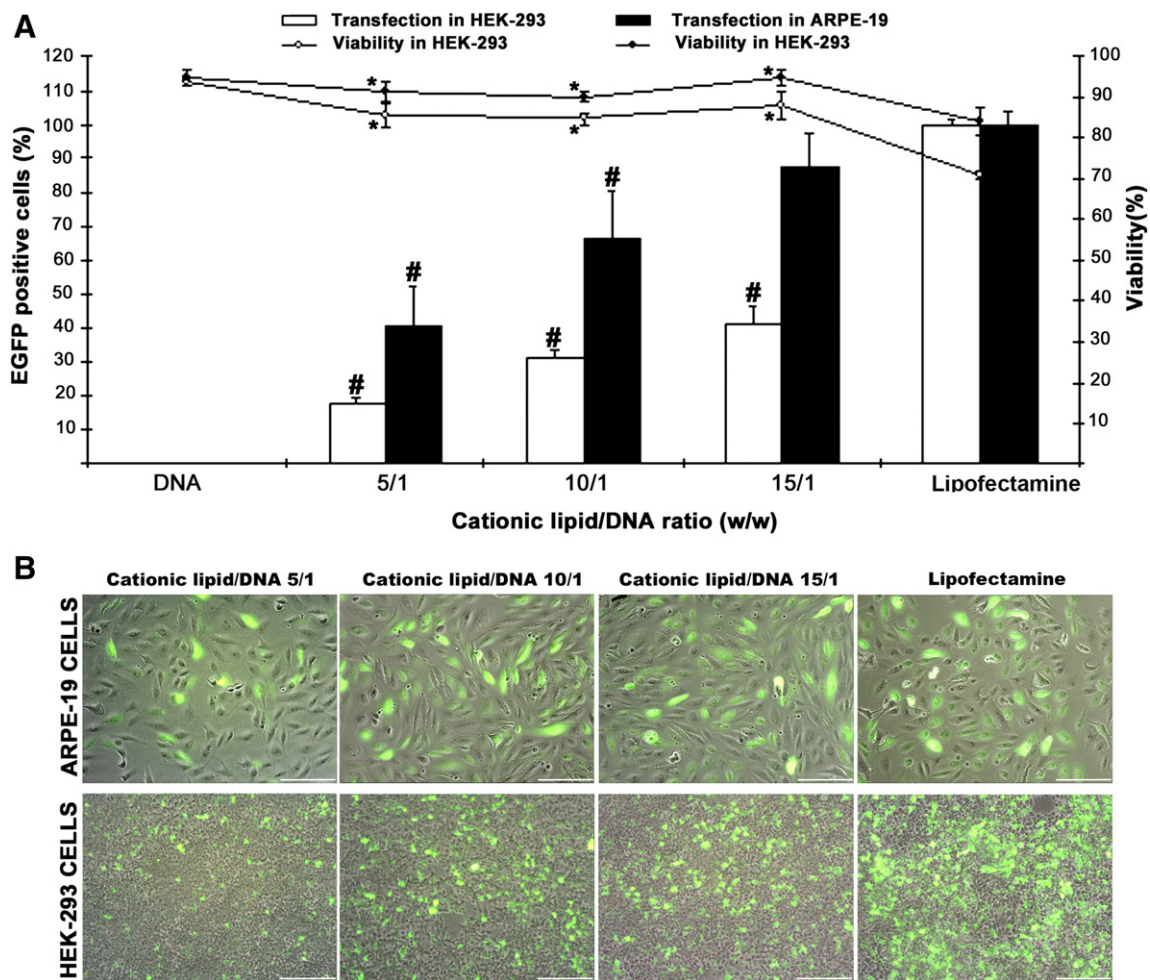 A
Transfection in HEK-293
Transfection in ARPE-19
Viability in HEK-293
Viability in HEK-293
EGFP positive cells (%)
120
110
100
90
80
70
60
50
40
30
20
10
100
90
80
70
60
50
40
30
20
10
Viability(%)
* * *
* * *
# # # # #
DNA 5/1 10/1 15/1 Lipofectamine
Cationic lipid/DNA ratio (w/w)
B
Cationic lipid/DNA 5/1
Cationic lipid/DNA 10/1
Cationic lipid/DNA 15/1
Lipofectamine
ARPE-19 CELLS
HEK-293 CELLS